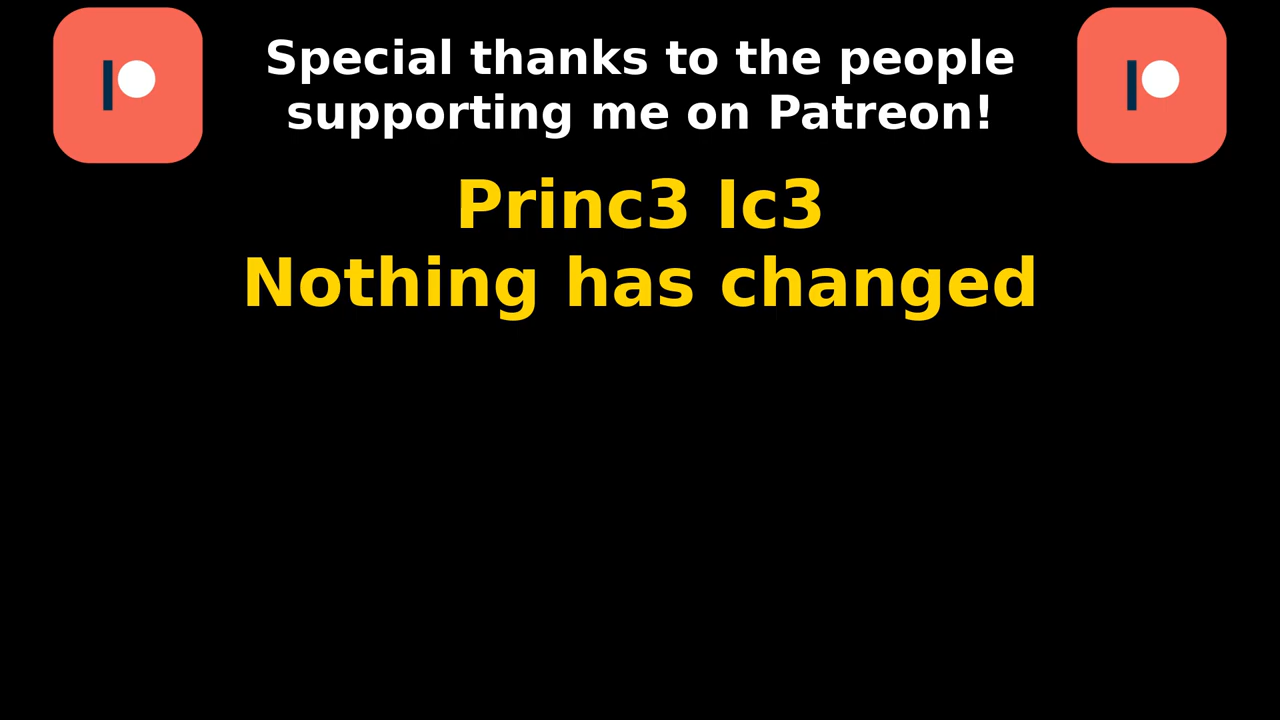 Special thanks to the people
supporting me on Patreon!
Princ3 Ic3
Nothing has changed